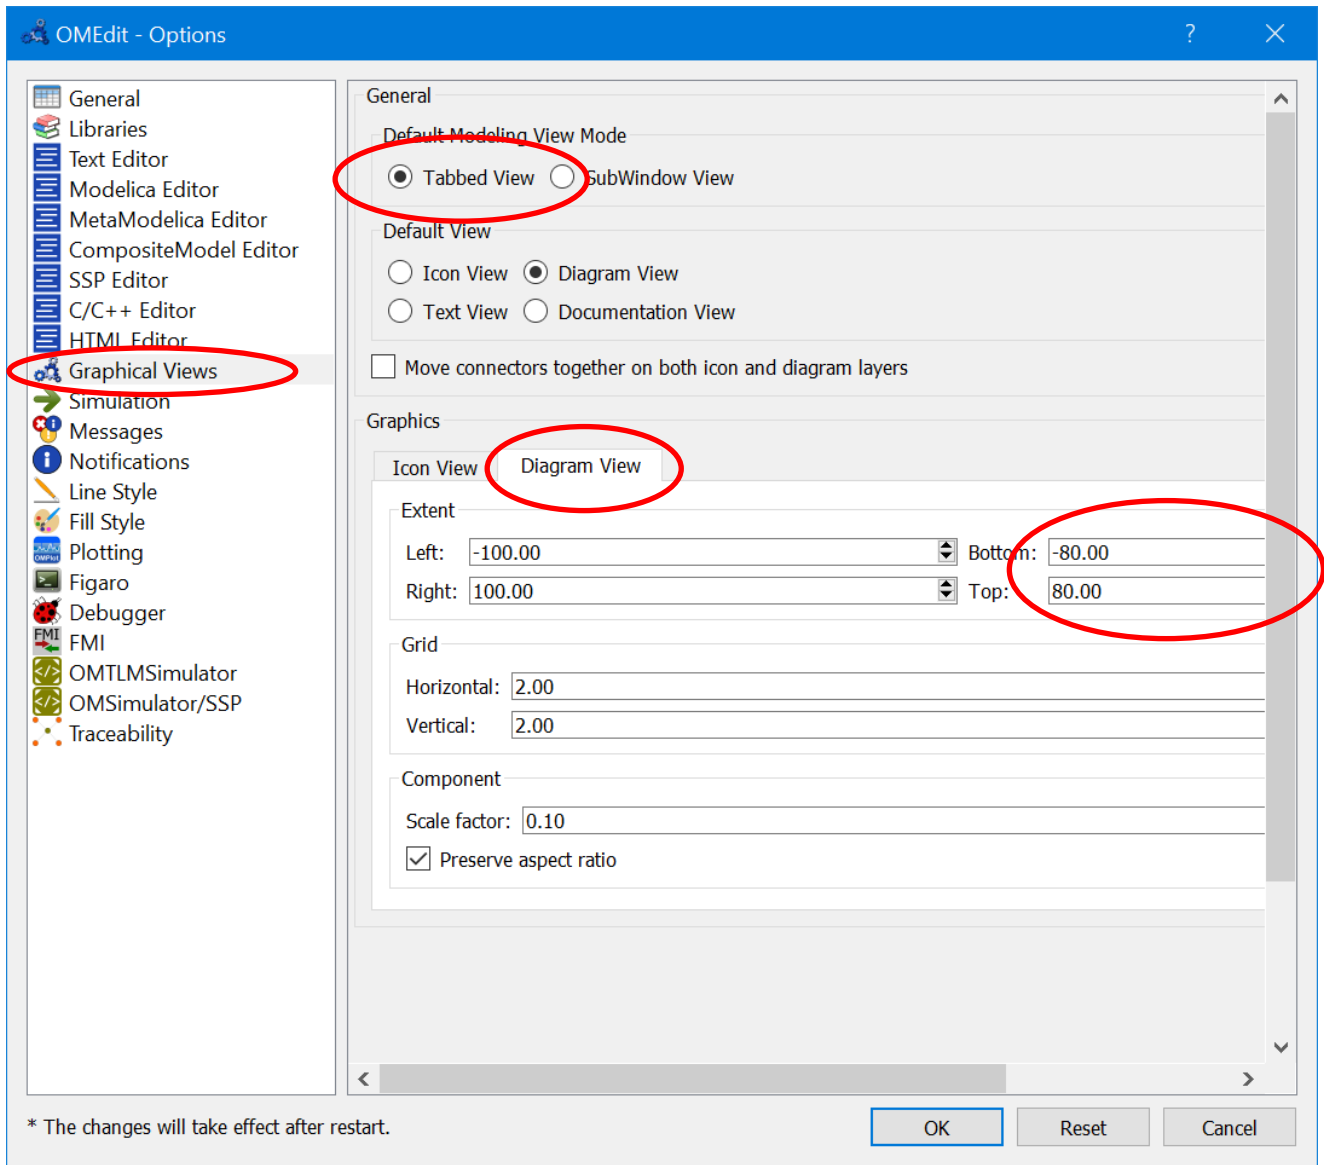 OMEdit - Options
General
Libraries
Text Editor
Modelica Editor
MetaModelica Editor
CompositeModel Editor
SSP Editor
C/C++ Editor
HTML Editor
Graphical Views
Simulation
Messages
Notifications
Line Style
Fill Style
OMPlot
Plotting
Figaro
Debugger
FMI
FMI
OMTLMSimulator
OMSimulator/SSP
Traceability
General
Default Modeling View Mode
Tabbed View SubWindow View
Default View
Icon View Diagram View
Text View Documentation View
Move connectors together on both icon and diagram layers
Graphics
Icon View Diagram View
Extent
Left: -100.00 Bottom: -80.00
Right: 100.00 Top: 80.00
Grid
Horizontal: 2.00
Vertical: 2.00
Component
Scale factor: 0.10
Preserve aspect ratio
* The changes will take effect after restart.
OK Reset Cancel